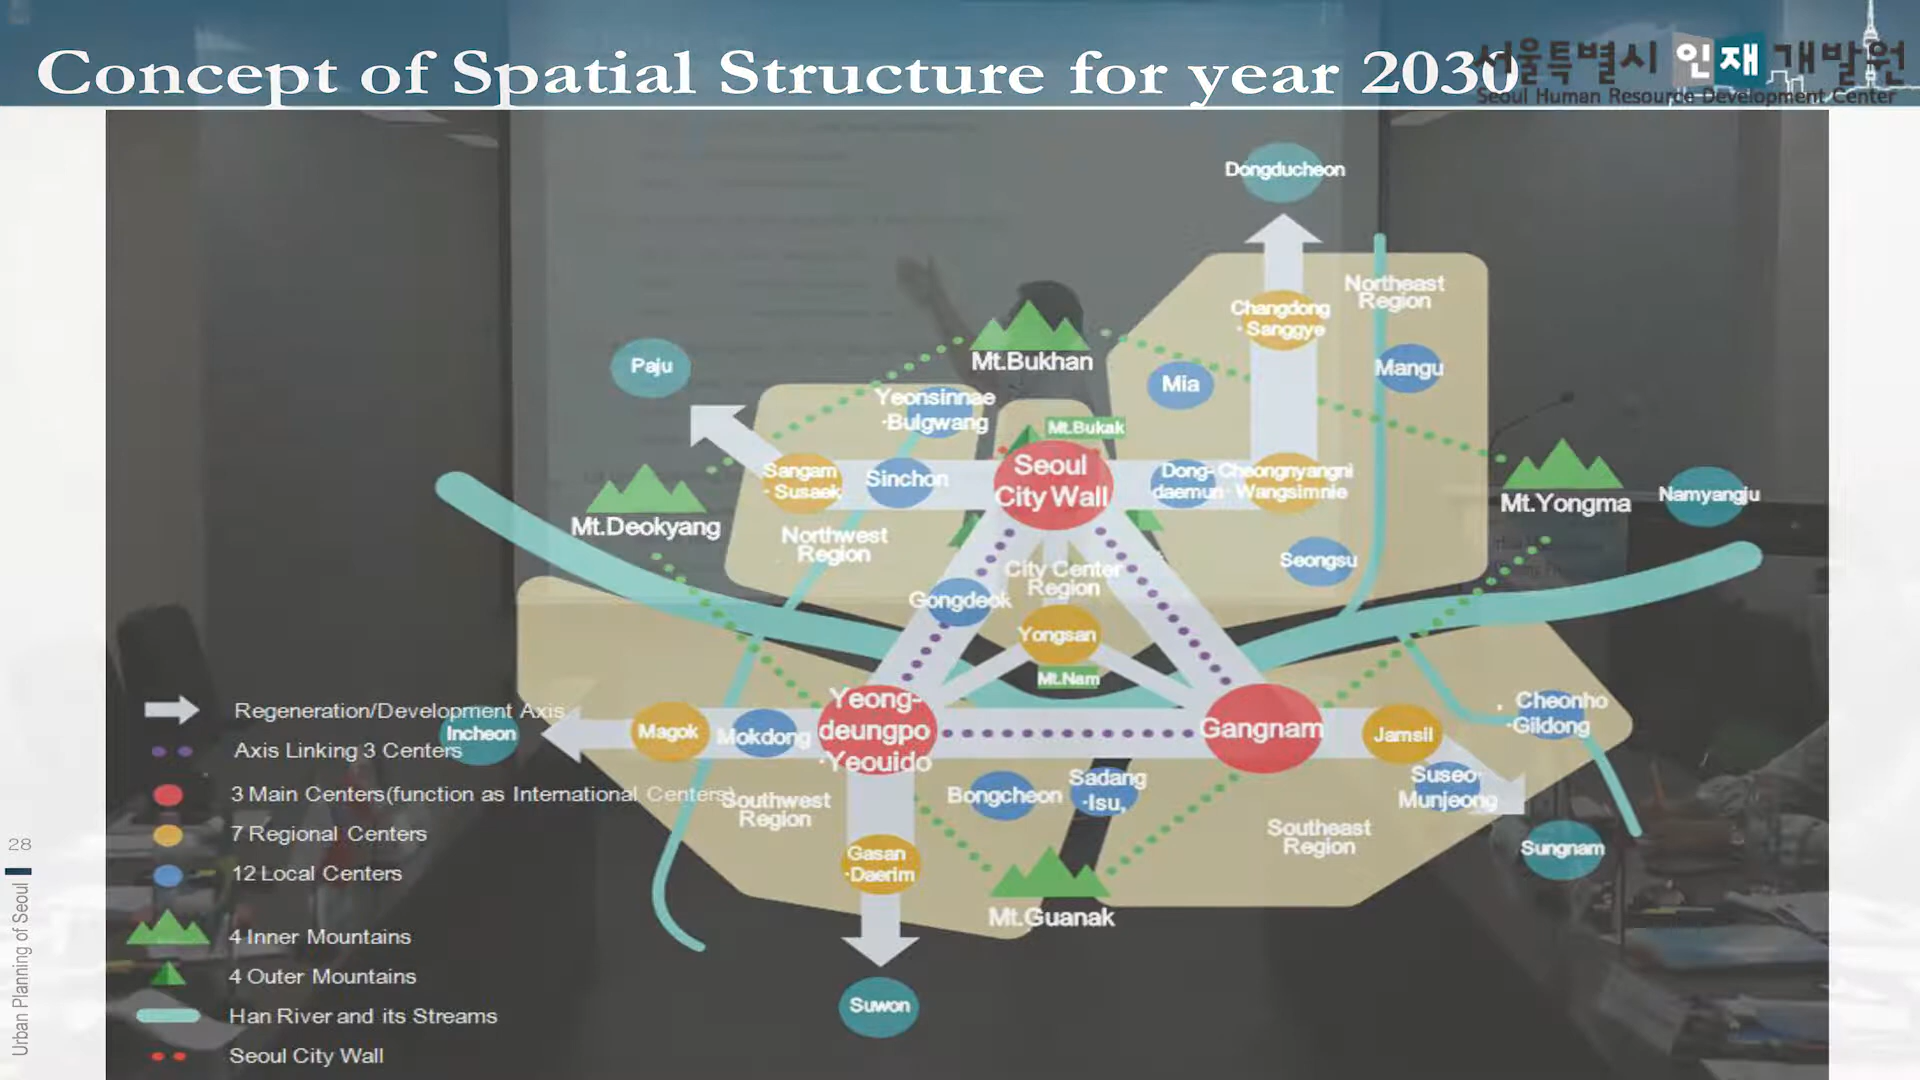 Concept of Spatial Structure for year 2030
서울특별시 인재개발원
Seoul Human Resource Development Center
Dongducheon
Northeast
Region
Changdong
·Sanggye
Mt.Bukhan
Paju
Mangu
Mia
Yeonsinnae
·Bulgwang
Mt.Bukak
Seoul
City Wall
Sangam
·Susaek
Sinchon
Dong-
daemun
Cheongnyangni
·Wangsimnie
Mt.Yongma
Namyangju
Mt.Deokyang
Northwest
Region
Seongsu
City Center
Region
Gongdeok
Yongsan
Mt.Nam
Yeong-
deungpo
·Yeouido
Gangnam
Incheon
Magok
Mokdong
Jamsil
Cheonho
·Gildong
Suseo·
Munjeong
Bongcheon
Sadang
·Isu,
Southwest
Region
Southeast
Region
Sungnam
Gasan
·Daerim
Mt.Guanak
Suwon
Regeneration/Development Axis
Axis Linking 3 Centers
3 Main Centers(function as International Centers)
7 Regional Centers
12 Local Centers
4 Inner Mountains
4 Outer Mountains
Han River and its Streams
Seoul City Wall
28
Urban Planning of Seoul